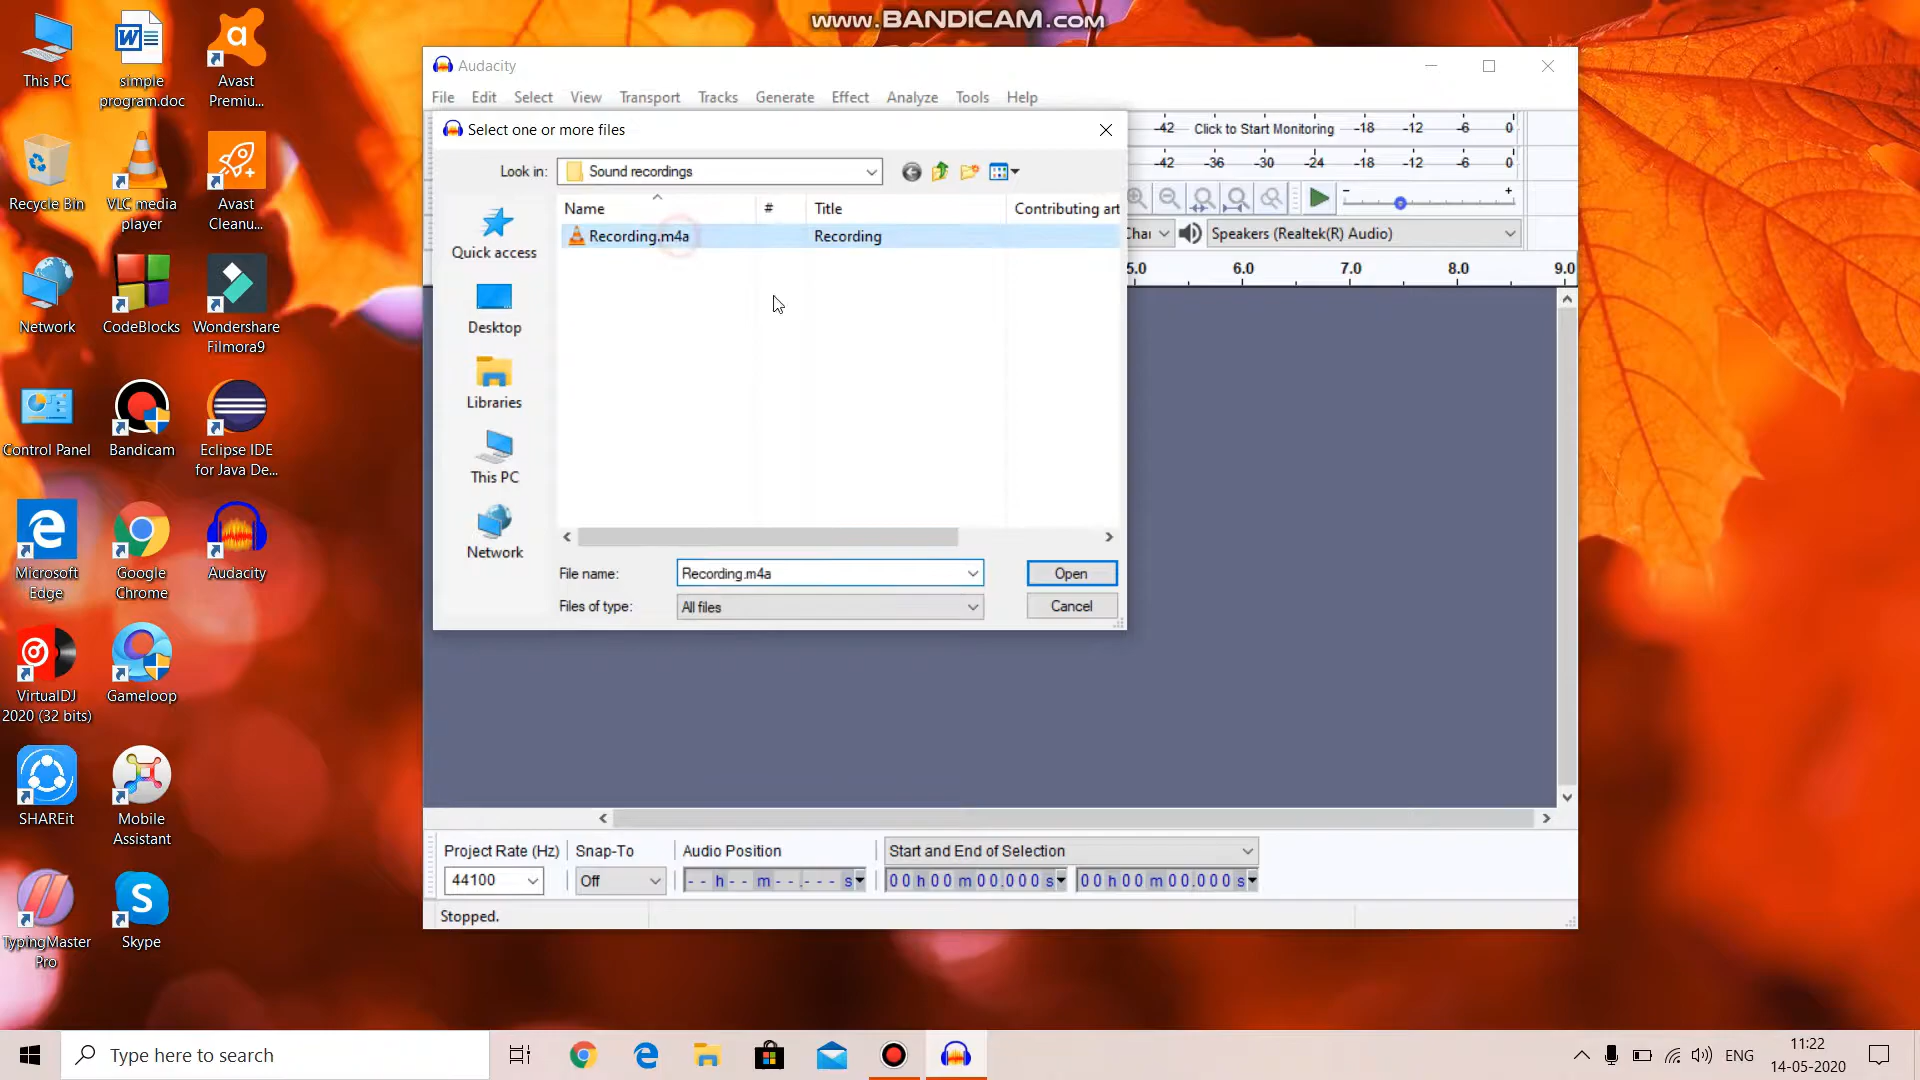 www.BANDICAM.com
This PC
simple
program.doc
Avast
Premiu...
Recycle Bin
VLC media
player
Avast
Cleanu...
Network
CodeBlocks
Wondershare
Filmora9
Control Panel
Bandicam
Eclipse IDE
for Java De...
Microsoft
Edge
Google
Chrome
Audacity
VirtualDJ
2020 (32 bits)
Gameloop
SHAREit
Mobile
Assistant
TypingMaster
Pro
Skype
Audacity
File Edit Select View Transport Tracks Generate Effect Analyze Tools Help
Select one or more files
Look in: Sound recordings
Name # Title Contributing art
Recording.m4a Recording
Quick access
Desktop
Libraries
This PC
Network
File name: Recording.m4a Open
Files of type: All files Cancel
-42 Click to Start Monitoring -18 -12 -6 0
-42 -36 -30 -24 -18 -12 -6 0
- +
Speakers (Realtek(R) Audio)
5.0 6.0 7.0 8.0 9.0
Project Rate (Hz) Snap-To Audio Position Start and End of Selection
44100 Off - - h - - m - - . - - - s 00 h 00 m 00.000 s 00 h 00 m 00.000 s
Stopped.
Type here to search
ENG
11:22
14-05-2020